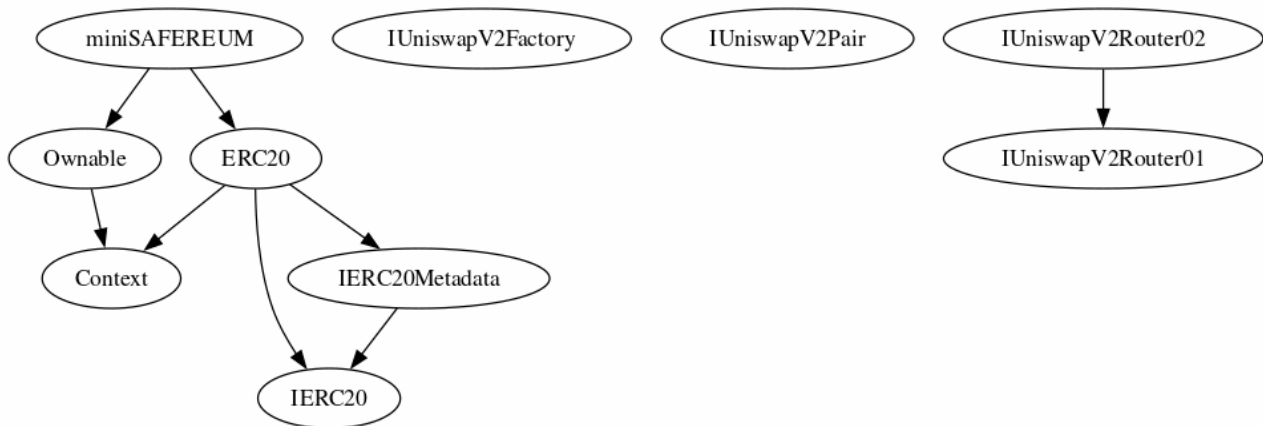 miniSAFEREUM
IUniswapV2Factory
IUniswapV2Pair
IUniswapV2Router02
Ownable
ERC20
IUniswapV2Router01
Context
IERC20Metadata
IERC20